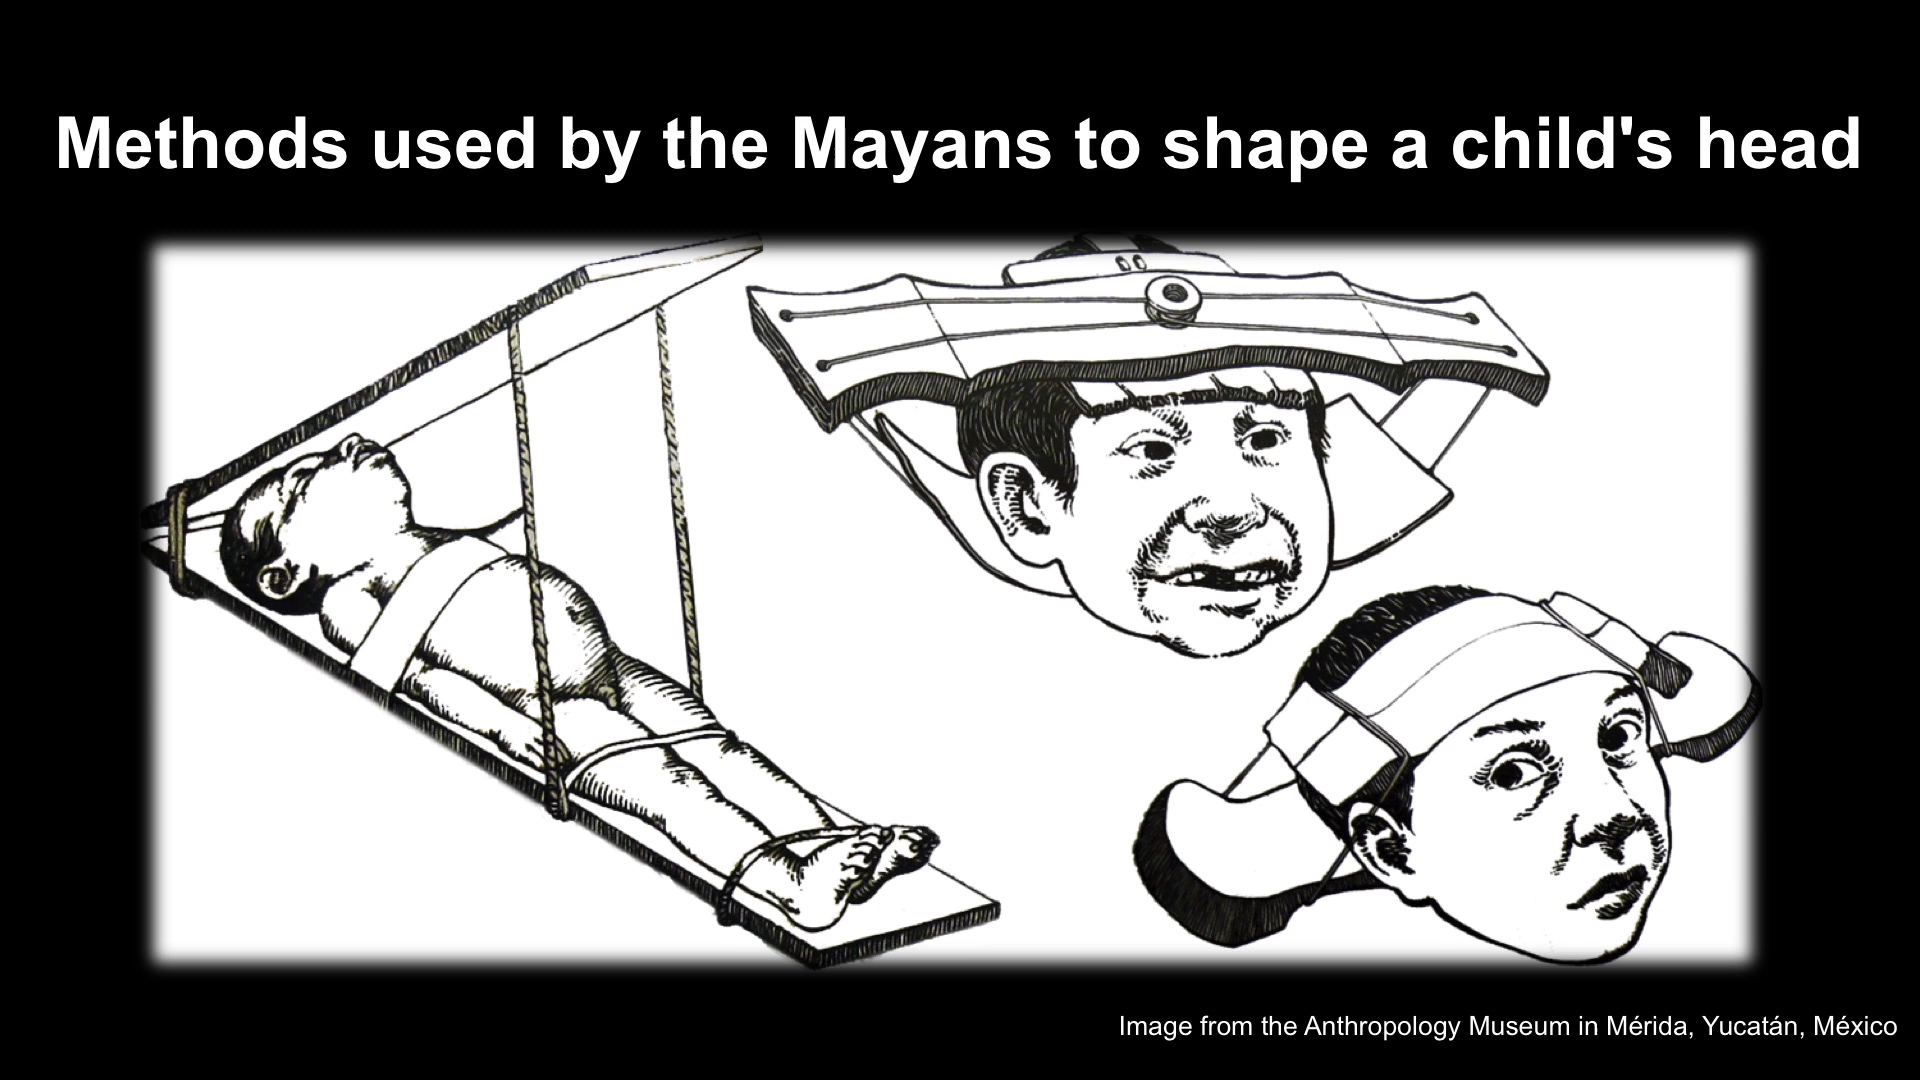 Methods used by the Mayans to shape a child's head
Image from the Anthropology Museum in Mérida, Yucatán, México